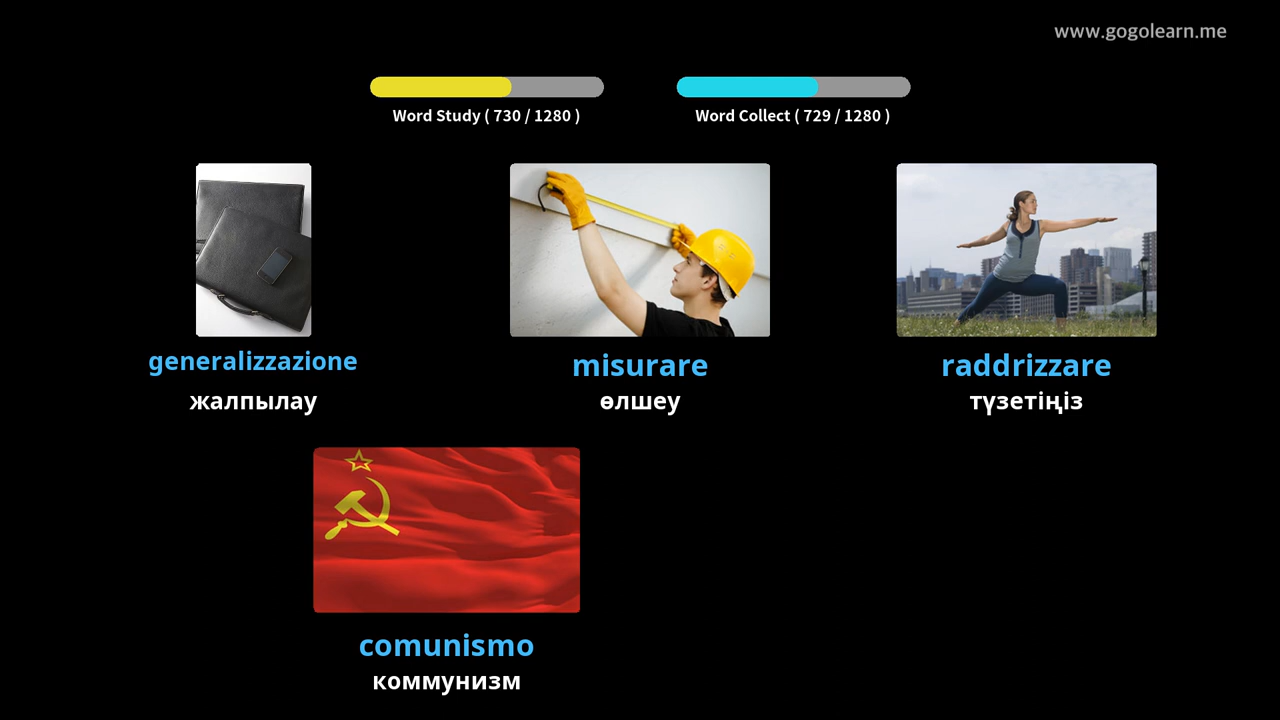 www.gogolearn.me
Word Study ( 730 / 1280 )
Word Collect ( 729 / 1280 )
generalizzazione
жалпылау
misurare
өлшеу
raddrizzare
түзетіңіз
comunismo
коммунизм